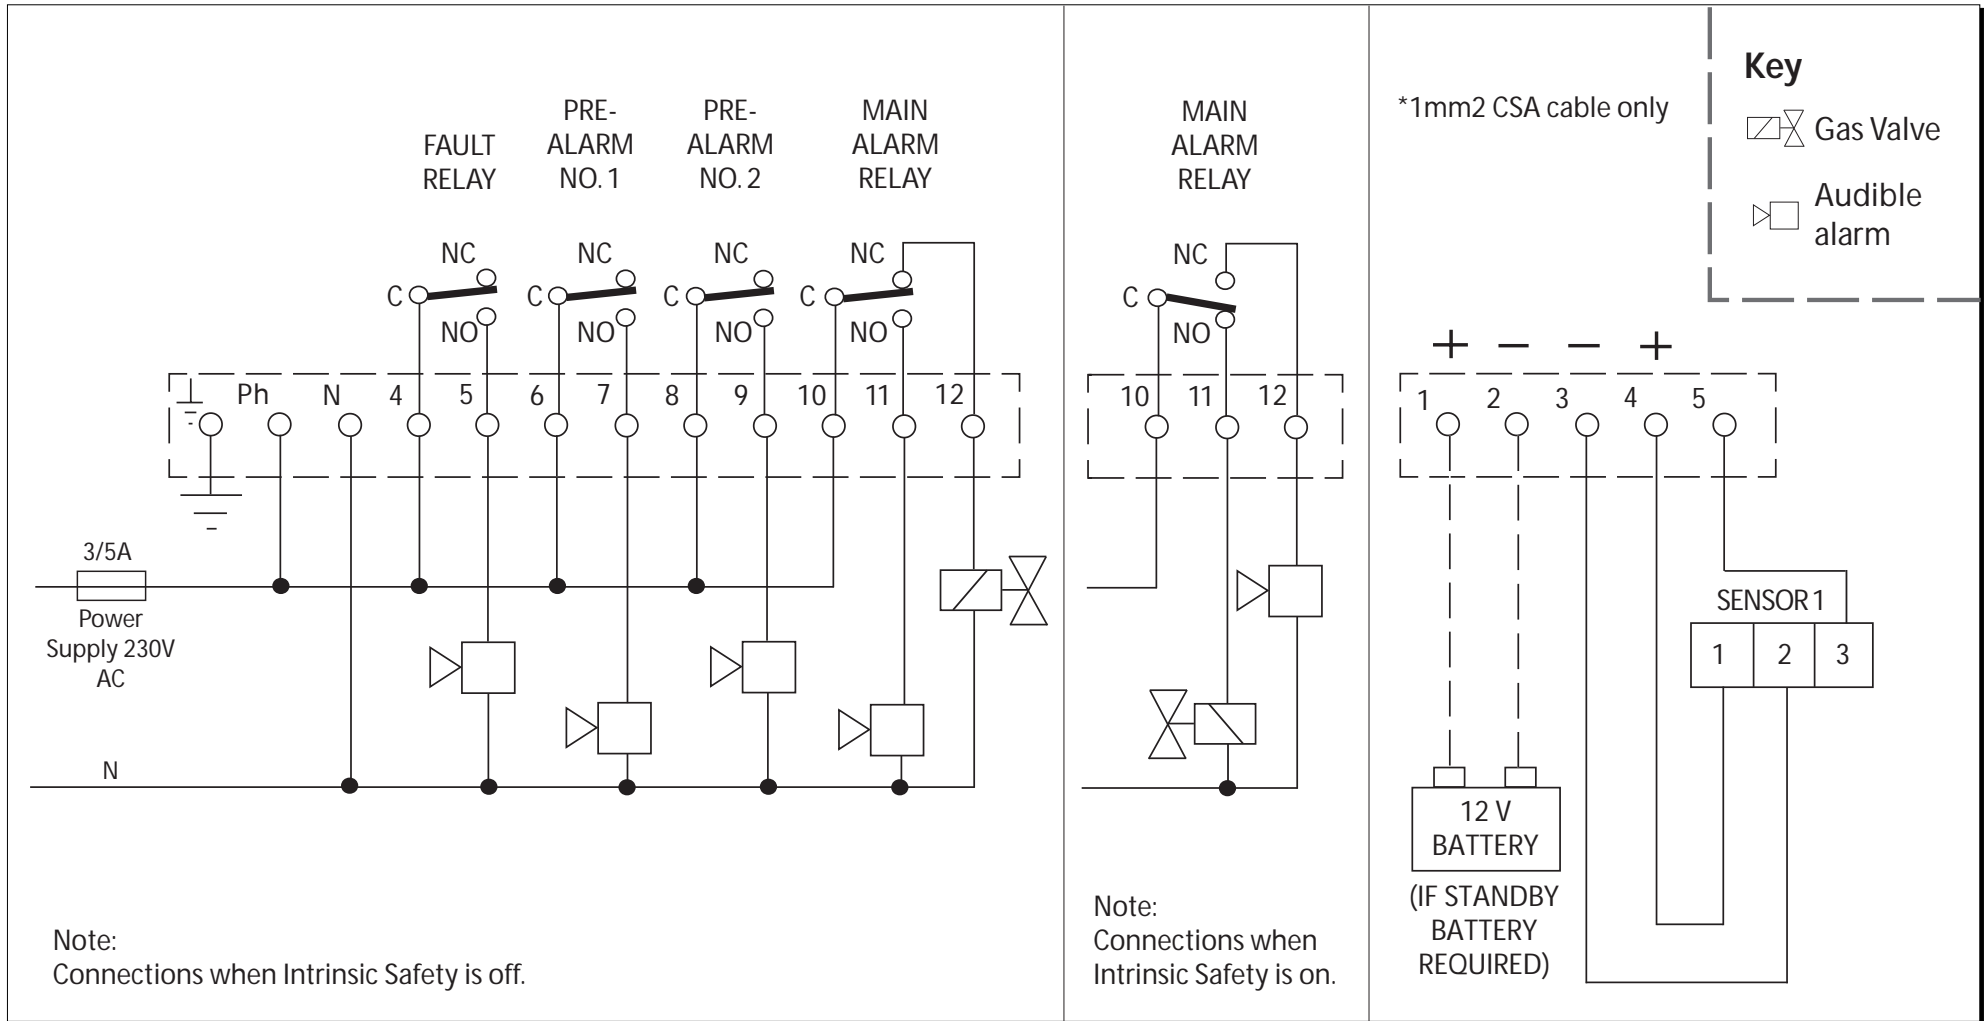 FAULT
RELAY
PRE-
ALARM
NO. 1
PRE-
ALARM
NO. 2
MAIN
ALARM
RELAY
NC
C
NO
NC
C
NO
NC
C
NO
NC
C
NO
Ph N 4 5 6 7 8 9 10 11 12
3/5A
Power
Supply 230V
AC
N
Note:
Connections when Intrinsic Safety is off.
MAIN
ALARM
RELAY
NC
C
NO
10 11 12
Note:
Connections when
Intrinsic Safety is on.
*1mm2 CSA cable only
Key
Gas Valve
Audible
alarm
+ − − +
1 2 3 4 5
SENSOR 1
1 2 3
12 V
BATTERY
(IF STANDBY
BATTERY
REQUIRED)